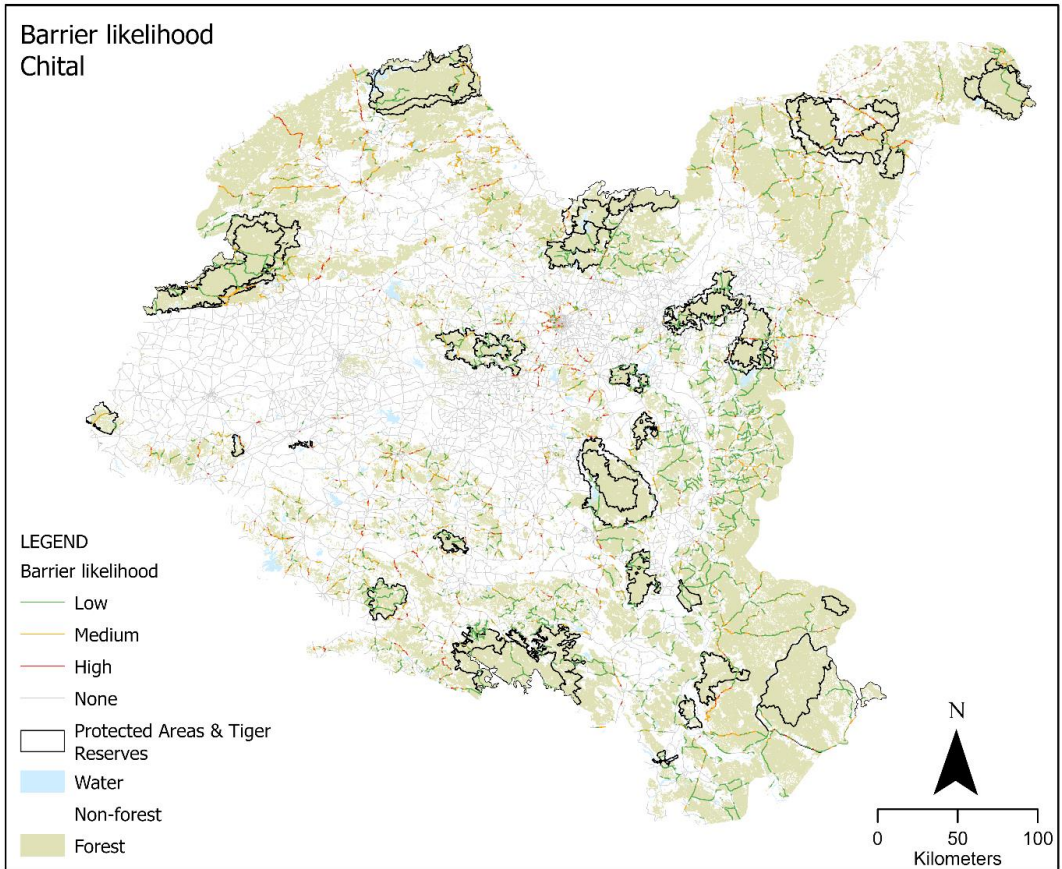 Barrier likelihood
Chital
LEGEND
Barrier likelihood
Low
Medium
High
None
Protected Areas & Tiger
Reserves
Water
Non-forest
Forest
N
0 50 100
Kilometers